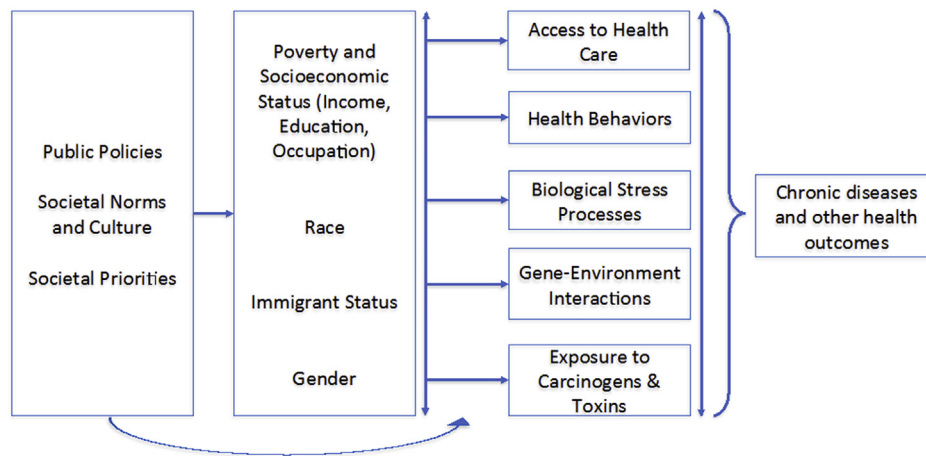 Public Policies
Societal Norms
and Culture
Societal Priorities
Poverty and
Socioeconomic
Status (Income,
Education,
Occupation)
Race
Immigrant Status
Gender
Access to Health
Care
Health Behaviors
Biological Stress
Processes
Gene-Environment
Interactions
Exposure to
Carcinogens &
Toxins
Chronic diseases
and other health
outcomes